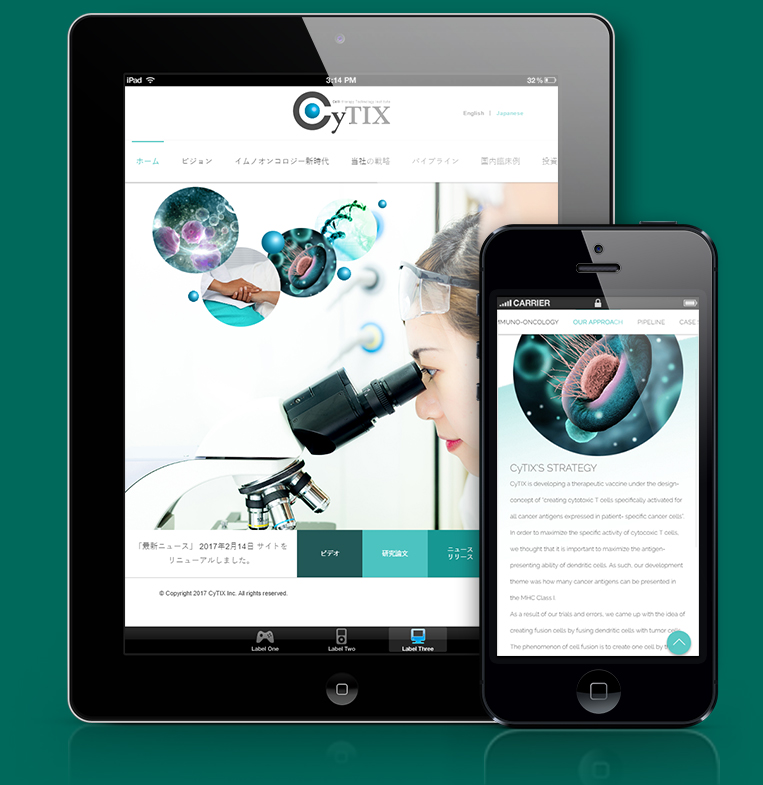 iPad
3:14 PM
32%
CELL Therapy Technology
CyTIX
English | Japanese
ホーム ビジョン イムノオンコロジー新時代 当社の戦略 パイプライン 国内臨床例 投資
「最新ニュース」 2017年2月14日 サイトを
リニューアルしました。
ビデオ
研究論文
ニュース
リリース
© Copyright 2017 CyTIX Inc. All rights reserved.
Label One
Label Two
Label Three
CARRIER
MMUNO-ONCOLOGY OUR APPROACH PIPELINE CASE
CyTIX'S STRATEGY
CyTIX is developing a therapeutic vaccine under the design-
concept of "creating cytotoxic T cells specifically activated for
all cancer antigens expressed in patient- specific cancer cells".
In order to maximize the specific activity of cytotoxic T cells,
we thought that it is important to maximize the antigen-
presenting ability of dendritic cells. As such, our development
theme was how many cancer antigens can be presented in
the MHC Class I.
As a result of our trials and errors, we came up with the idea of
creating fusion cells by fusing dendritic cells with tumor cells.
The phenomenon of cell fusion is to create one cell by